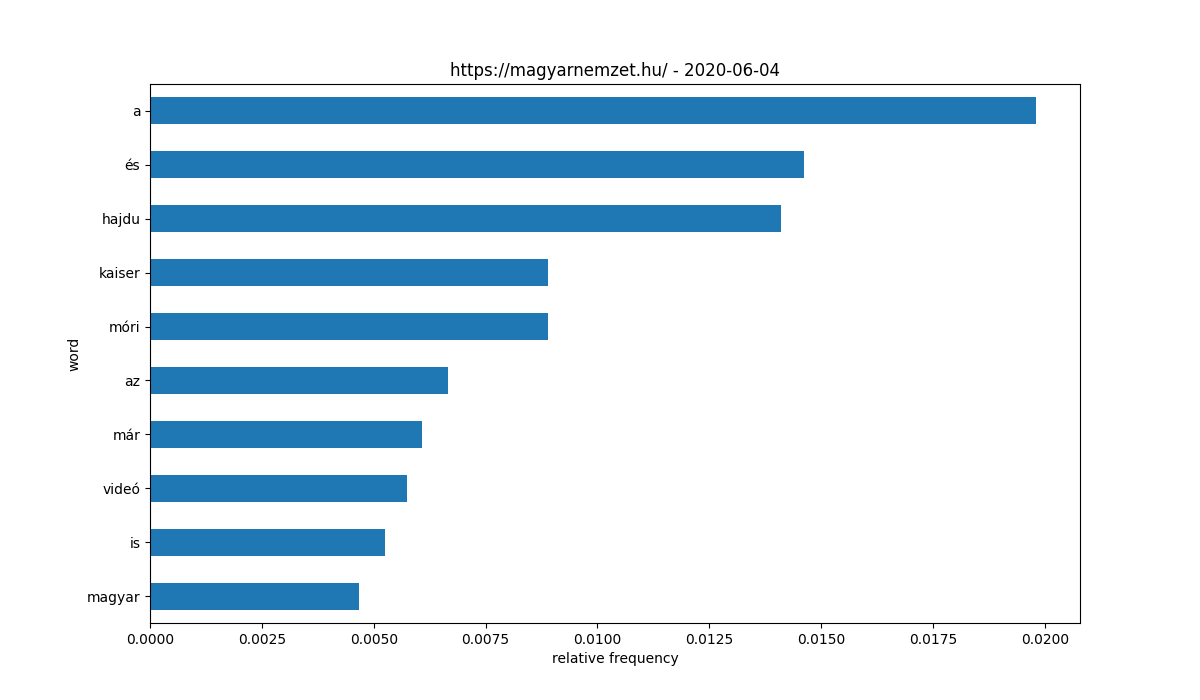 https://magyarnemzet.hu/ - 2020-06-04
a
és
hajdu
kaiser
móri
az
már
videó
is
magyar
word
0.0000 0.0025 0.0050 0.0075 0.0100 0.0125 0.0150 0.0175 0.0200
relative frequency